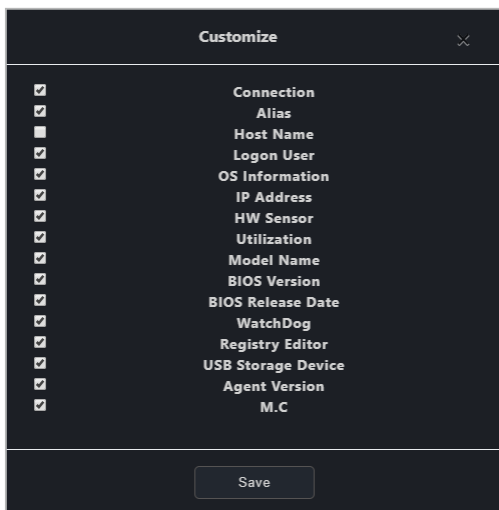 Customize
Connection
Alias
Host Name
Logon User
OS Information
IP Address
HW Sensor
Utilization
Model Name
BIOS Version
BIOS Release Date
WatchDog
Registry Editor
USB Storage Device
Agent Version
M.C
Save